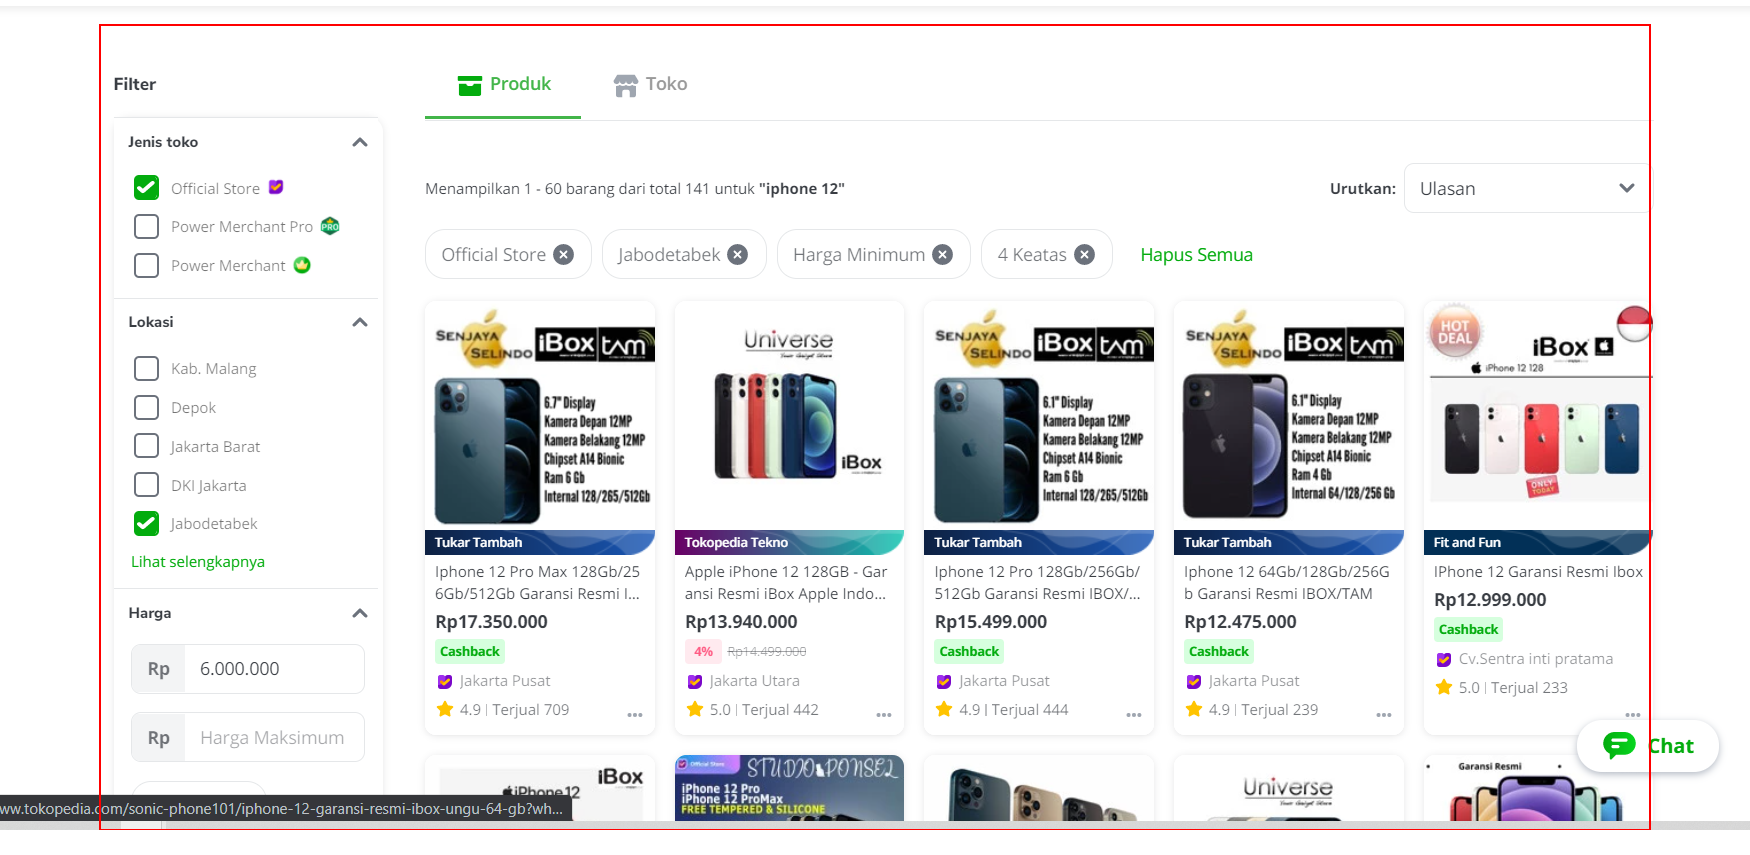 Filter
Produk
Toko
Jenis toko
Official Store
Power Merchant Pro PRO
Power Merchant
Lokasi
Kab. Malang
Depok
Jakarta Barat
DKI Jakarta
Jabodetabek
Lihat selengkapnya
Harga
Rp 6.000.000
Rp Harga Maksimum
Menampilkan 1 - 60 barang dari total 141 untuk "iphone 12"
Urutkan: Ulasan
Official Store
Jabodetabek
Harga Minimum
4 Keatas
Hapus Semua
SENJAYA
SELINDO
iBox tam
6.7" Display
Kamera Depan 12MP
Kamera Belakang 12MP
Chipset A14 Bionic
Ram 6 Gb
Internal 128/265/512Gb
Tukar Tambah
Iphone 12 Pro Max 128Gb/25
6Gb/512Gb Garansi Resmi I...
Rp17.350.000
Cashback
Jakarta Pusat
4.9 | Terjual 709
Universe
Your Gadget Store
iBox
Tokopedia Tekno
Apple iPhone 12 128GB - Gar
ansi Resmi iBox Apple Indo...
Rp13.940.000
4% Rp14.499.000
Jakarta Utara
5.0 | Terjual 442
SENJAYA
SELINDO
iBox tam
6.1" Display
Kamera Depan 12MP
Kamera Belakang 12MP
Chipset A14 Bionic
Ram 6 Gb
Internal 128/265/512Gb
Tukar Tambah
Iphone 12 Pro 128Gb/256Gb/
512Gb Garansi Resmi IBOX/...
Rp15.499.000
Cashback
Jakarta Pusat
4.9 | Terjual 444
SENJAYA
SELINDO
iBox tam
6.1" Display
Kamera Depan 12MP
Kamera Belakang 12MP
Chipset A14 Bionic
Ram 4 Gb
Internal 64/128/256 Gb
Tukar Tambah
Iphone 12 64Gb/128Gb/256G
b Garansi Resmi IBOX/TAM
Rp12.475.000
Cashback
Jakarta Pusat
4.9 | Terjual 239
HOT
DEAL
iBox
iPhone 12 128
ONLY
TODAY
Fit and Fun
IPhone 12 Garansi Resmi Ibox
Rp12.999.000
Cashback
Cv.Sentra inti pratama
5.0 | Terjual 233
Chat
iBox
iPhone 12
Official Store
STUDIO PONSEL
iPhone 12 Pro
iPhone 12 ProMax
FREE TEMPERED & SILICONE
Universe
Your Gadget Store
Garansi Resmi
ww.tokopedia.com/sonic-phone101/iphone-12-garansi-resmi-ibox-ungu-64-gb?wh...